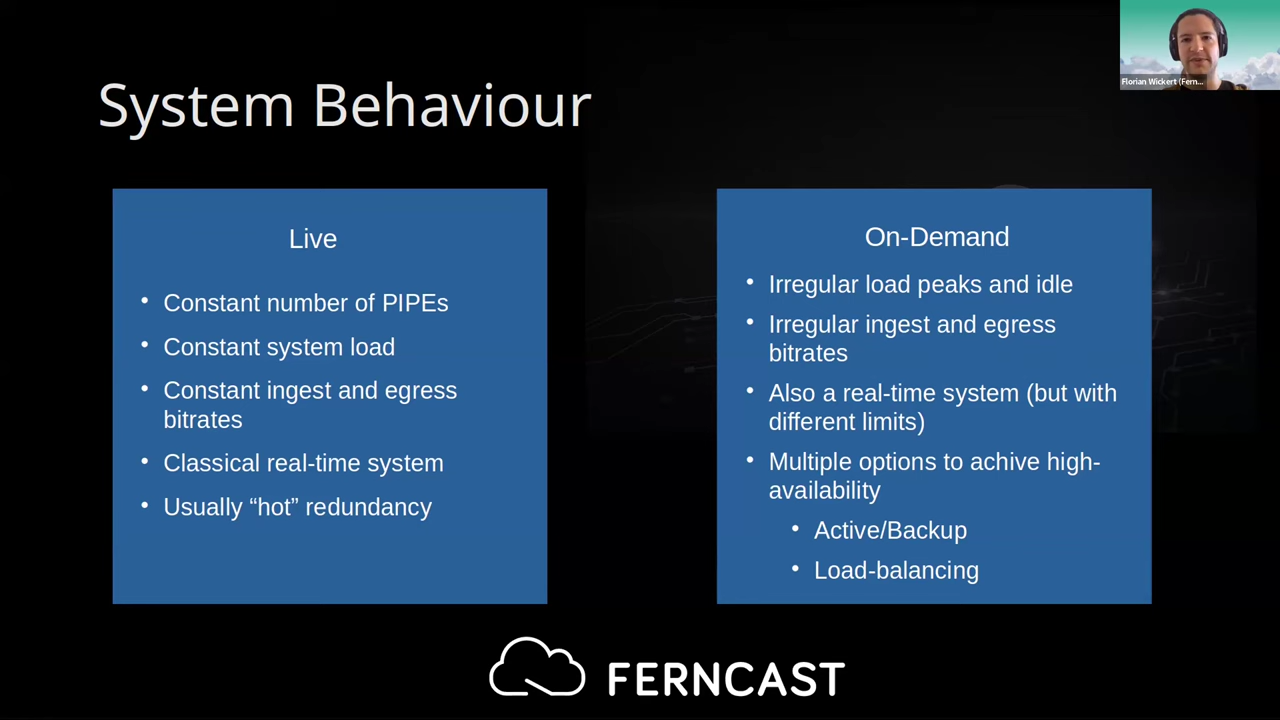 Florian Wickert (Fern...
System Behaviour
Live
• Constant number of PIPEs
• Constant system load
• Constant ingest and egress
bitrates
• Classical real-time system
• Usually “hot” redundancy
On-Demand
• Irregular load peaks and idle
• Irregular ingest and egress
bitrates
• Also a real-time system (but with
different limits)
• Multiple options to achive high-
availability
• Active/Backup
• Load-balancing
FERNCAST